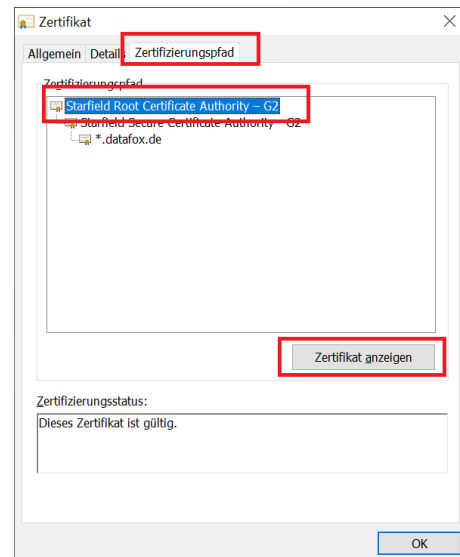 Zertifikat
Allgemein Details Zertifizierungspfad
Zertifizierungspfad
Starfield Root Certificate Authority – G2
Starfield Secure Certificate Authority – G2
*.datafox.de
Zertifikat anzeigen
Zertifizierungsstatus:
Dieses Zertifikat ist gültig.
OK